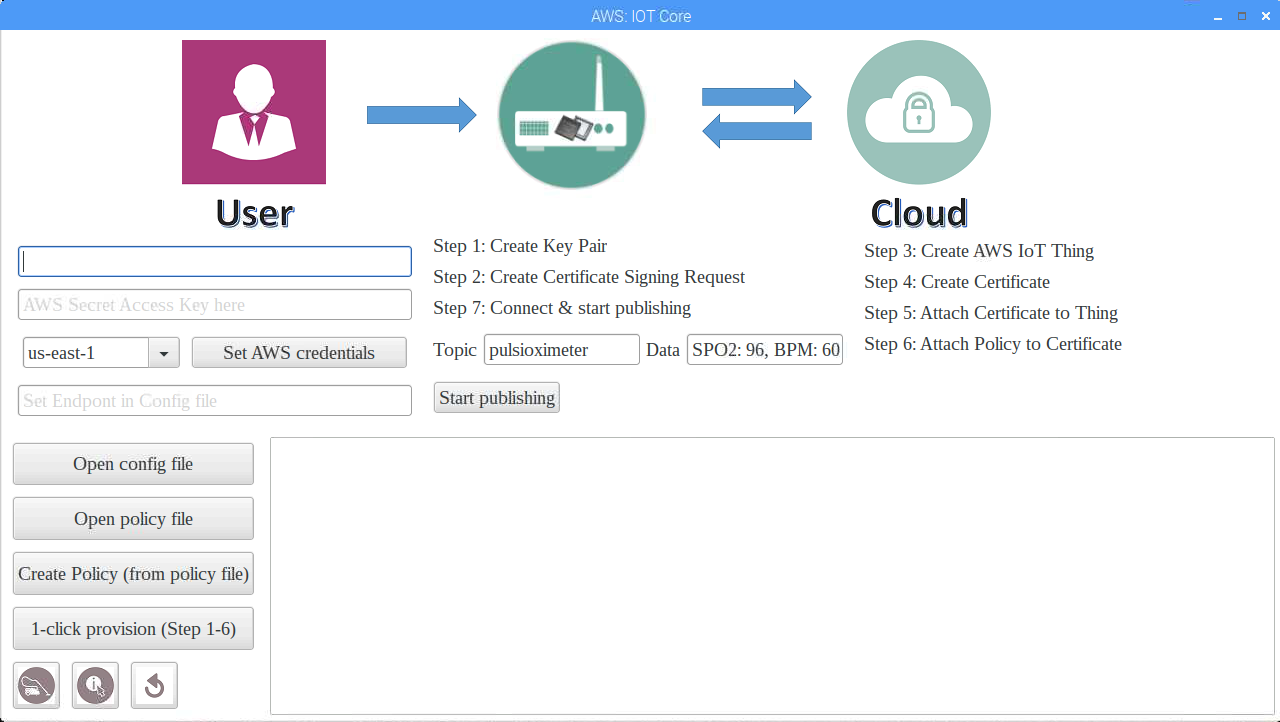 AWS: IOT Core
User
Cloud
AWS Secret Access Key here
us-east-1
Set AWS credentials
Set Endpont in Config file
Step 1: Create Key Pair
Step 2: Create Certificate Signing Request
Step 7: Connect & start publishing
Topic pulsioximeter Data SPO2: 96, BPM: 60
Start publishing
Step 3: Create AWS IoT Thing
Step 4: Create Certificate
Step 5: Attach Certificate to Thing
Step 6: Attach Policy to Certificate
Open config file
Open policy file
Create Policy (from policy file)
1-click provision (Step 1-6)
i